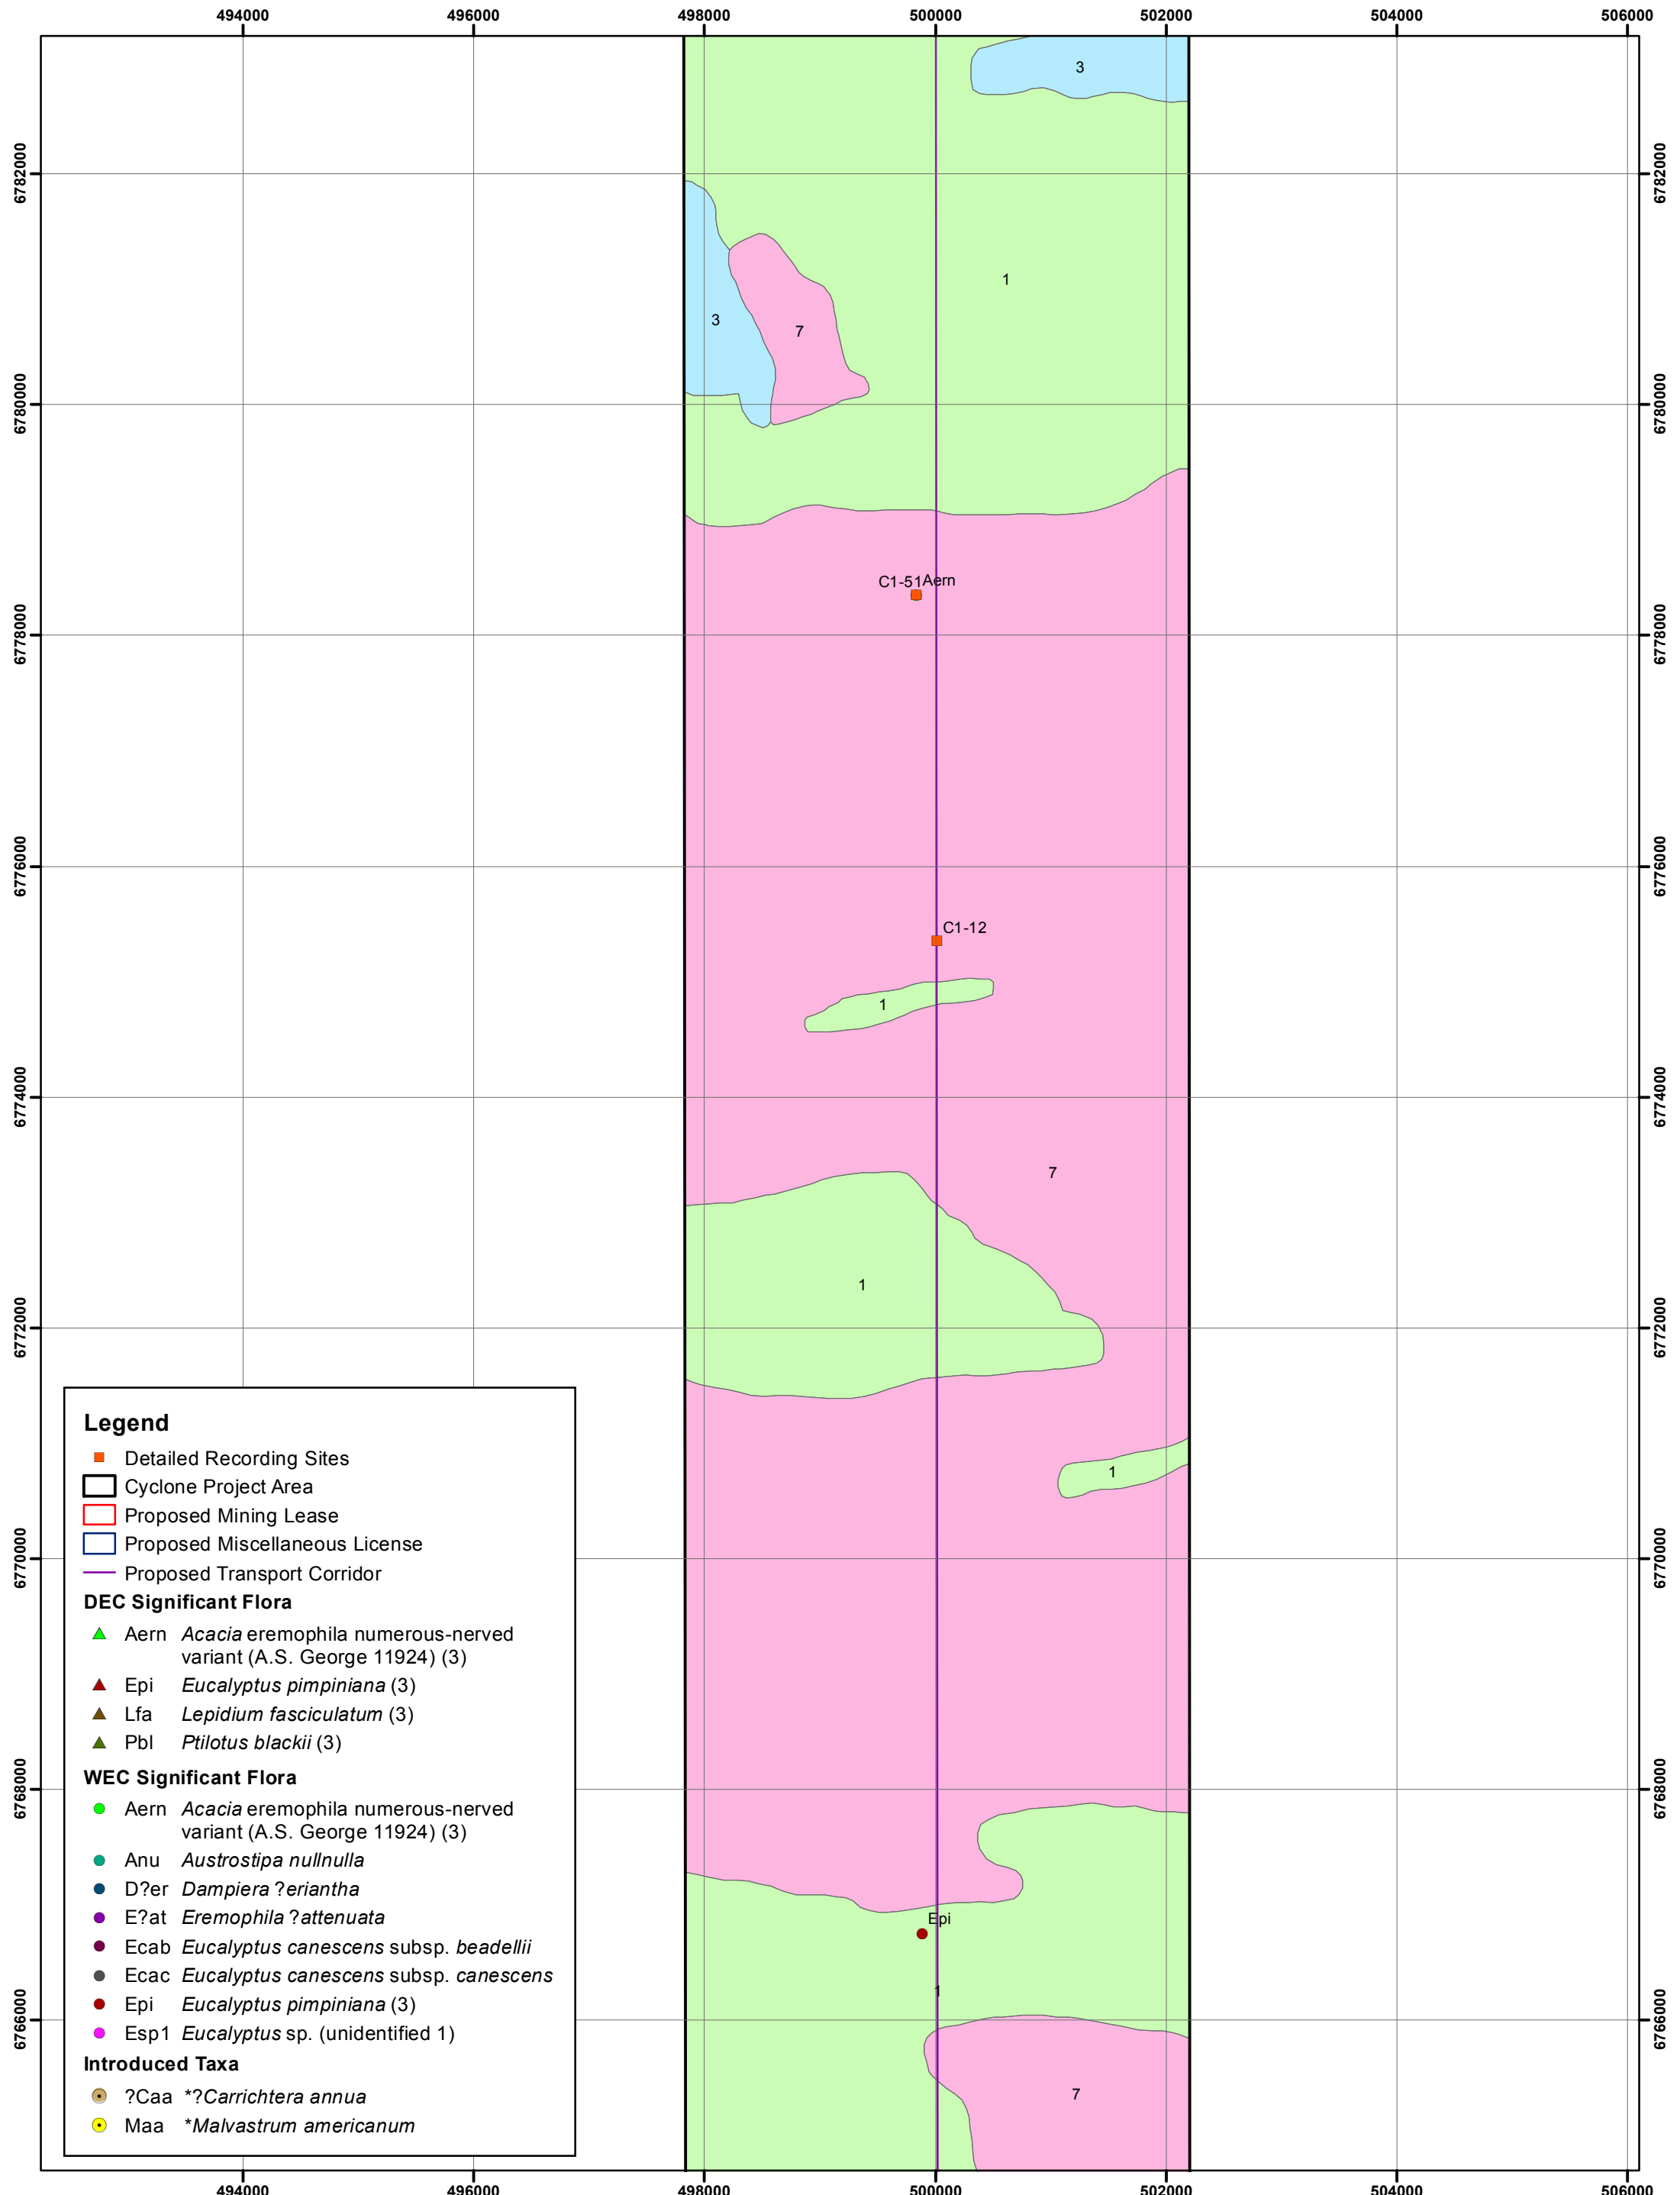 494000 496000 498000 500000 502000 504000 506000
3
6782000 6782000
1
3
7
6780000 6780000
C1-51 Aern
6778000 6778000
6776000 6776000
C1-12
1
6774000 6774000
7
1
6772000 6772000
1
6770000 6770000
6768000 6768000
Epi
1
6766000 6766000
7
Legend
Detailed Recording Sites
Cyclone Project Area
Proposed Mining Lease
Proposed Miscellaneous License
Proposed Transport Corridor
DEC Significant Flora
Aern Acacia eremophila numerous-nerved
variant (A.S. George 11924) (3)
Epi Eucalyptus pimpiniana (3)
Lfa Lepidium fasciculatum (3)
Pbl Ptilotus blackii (3)
WEC Significant Flora
Aern Acacia eremophila numerous-nerved
variant (A.S. George 11924) (3)
Anu Austrostipa nullnulla
D?er Dampiera ?eriantha
E?at Eremophila ?attenuata
Ecab Eucalyptus canescens subsp. beadellii
Ecac Eucalyptus canescens subsp. canescens
Epi Eucalyptus pimpiniana (3)
Esp1 Eucalyptus sp. (unidentified 1)
Introduced Taxa
?Caa *?Carrichtera annua
Maa *Malvastrum americanum
494000 496000 498000 500000 502000 504000 506000